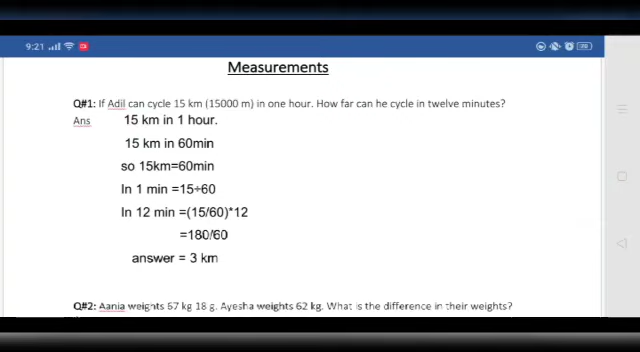 9:21
Measurements
Q#1: If Adil can cycle 15 km (15000 m) in one hour. How far can he cycle in twelve minutes?
Ans 15 km in 1 hour.
15 km in 60min
so 15km=60min
In 1 min =15÷60
In 12 min =(15/60)*12
=180/60
answer = 3 km
Q#2: Aania weights 67 kg 18 g. Ayesha weights 62 kg. What is the difference in their weights?